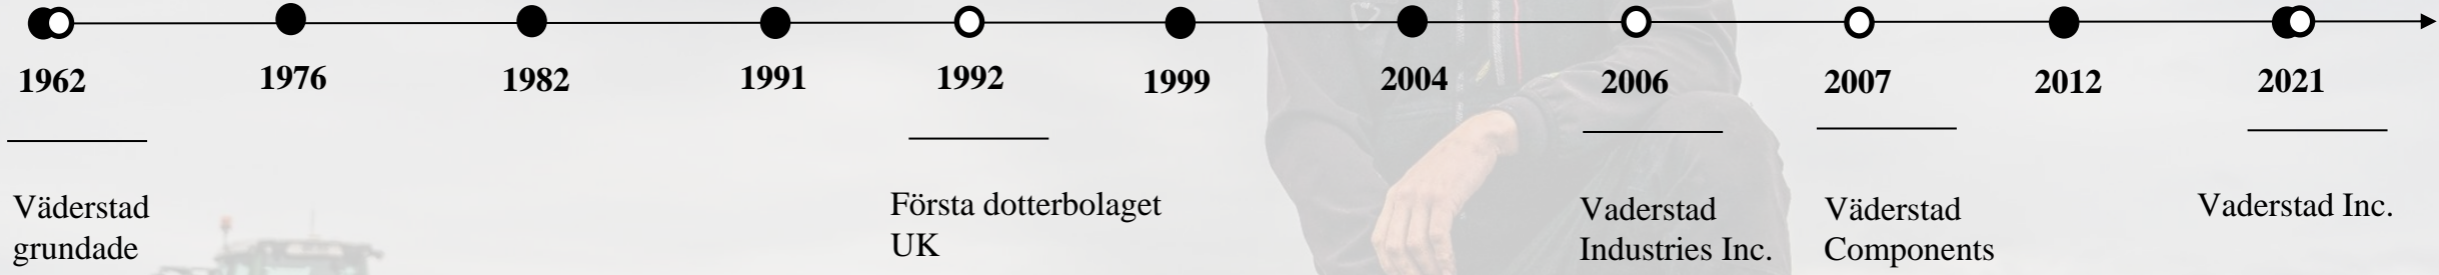 1962 1976 1982 1991 1992 1999 2004 2006 2007 2012 2021
Väderstad
grundade
Första dotterbolaget
UK
Vaderstad
Industries Inc.
Väderstad
Components
Vaderstad Inc.